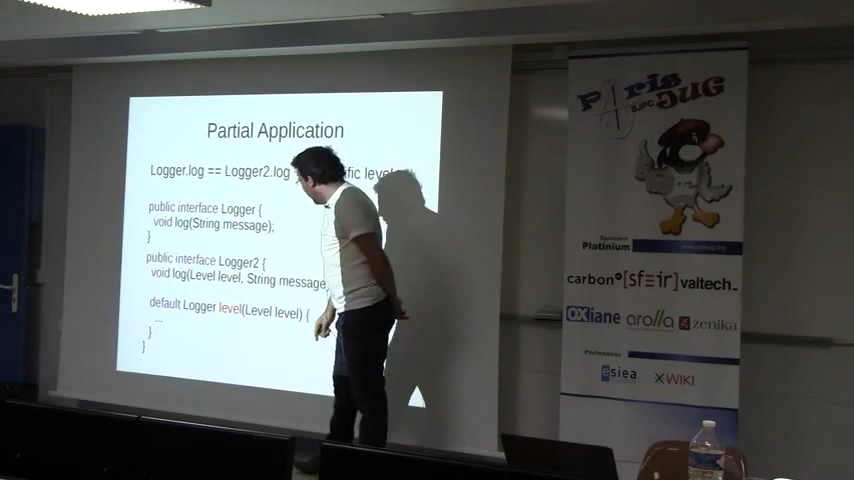 Partial Application
Logger.log == Logger2.log
public interface Logger {
void log(String message);
}
public interface Logger2 {
void log(Level level, String message
default Logger level(Level level) {
...
}
}
Paris
JUG
BJPC
Sponsors
Platinium
carbon [sfeir] valtech_
OXiane arolla zenika
Partenaires
esiea XWIKI